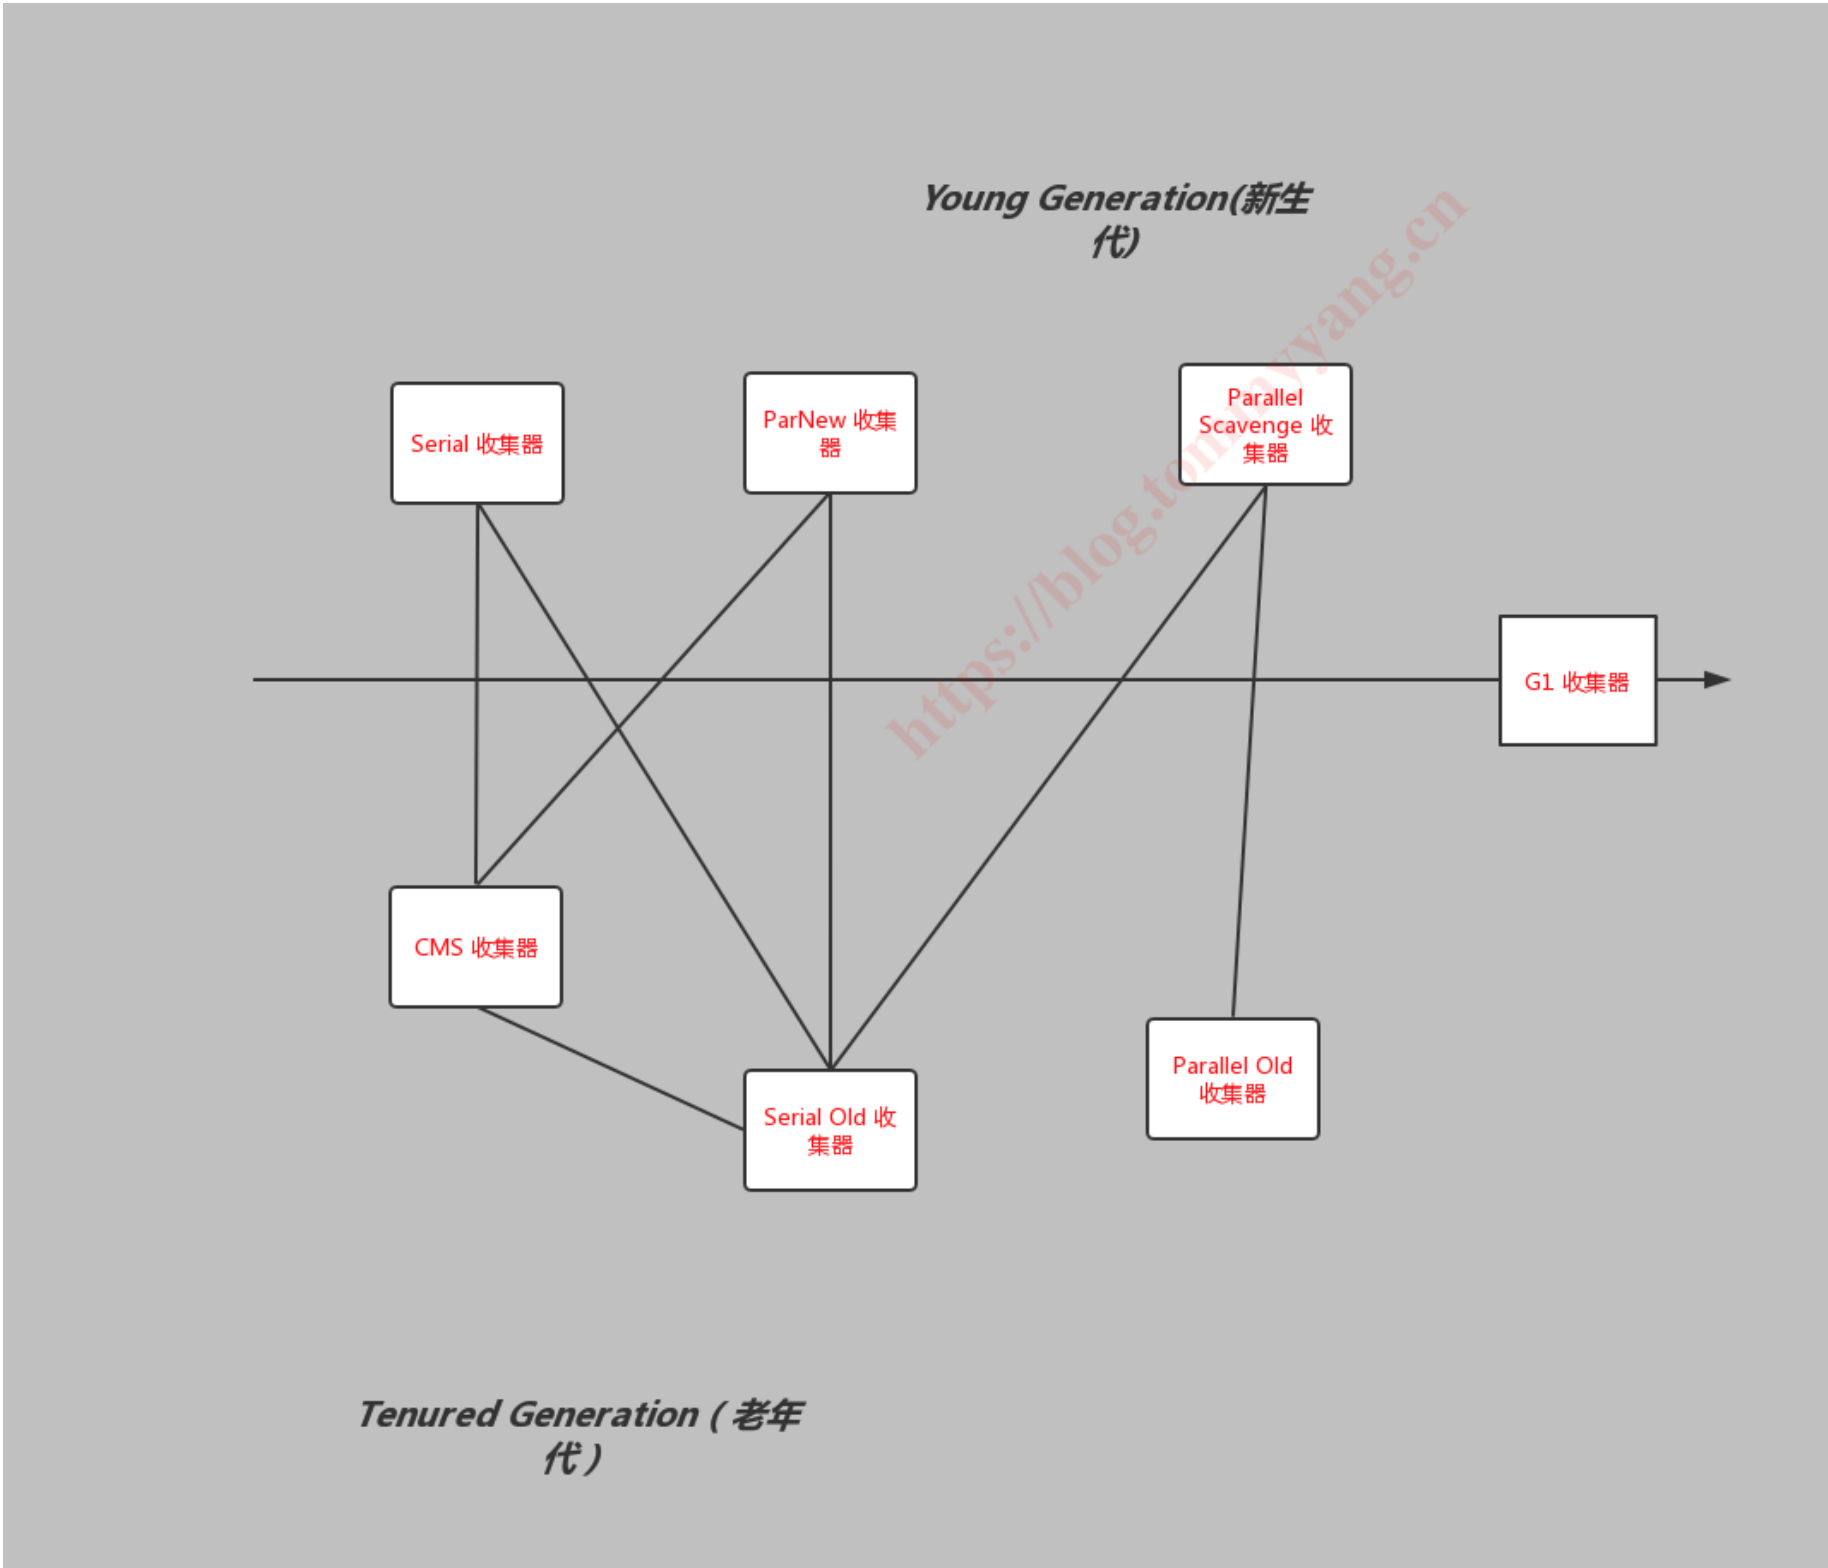 Young Generation(新生
代)
Serial 收集器
ParNew 收集
器
Parallel
Scavenge 收
集器
https://blog.tommyyang.cn
G1 收集器
CMS 收集器
Serial Old 收
集器
Parallel Old
收集器
Tenured Generation（老年
代）